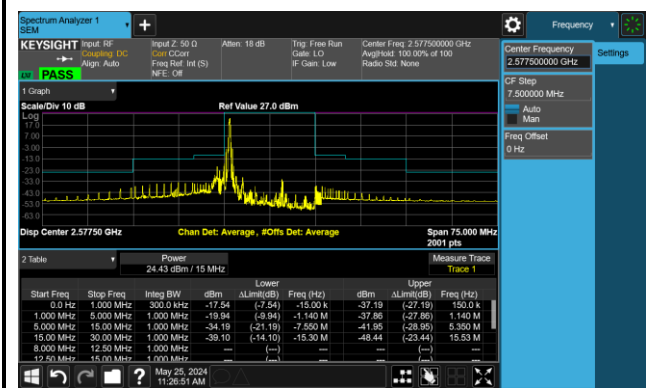 Spectrum Analyzer 1
SEM
Frequency
KEYSIGHT
Input: RF
Coupling: DC
Align: Auto
Input Z: 50 Ω
Corr CCorr
Freq Ref: Int (S)
NFE: Off
Atten: 18 dB
Trig: Free Run
Gate: LO
IF Gain: Low
Center Freq: 2.577500000 GHz
Avg|Hold: 100.00% of 100
Radio Std: None
PASS
Center Frequency
2.577500000 GHz
Settings
CF Step
7.500000 MHz
Auto
Man
Freq Offset
0 Hz
1 Graph
Scale/Div 10 dB
Ref Value 27.0 dBm
Log
17.0
7.00
-3.00
-13.0
-23.0
-33.0
-43.0
-53.0
-63.0
Disp Center 2.57750 GHz
Chan Det: Average, #Offs Det: Average
Span 75.000 MHz
2001 pts
2 Table
Power
24.43 dBm / 15 MHz
Measure Trace
Trace 1
Lower Upper
Start Freq Stop Freq Integ BW dBm ΔLimit(dB) Freq (Hz) dBm ΔLimit(dB) Freq (Hz)
0.0 Hz 1.000 MHz 300.0 kHz -17.54 (-7.54) -15.00 k -37.19 (-27.19) 150.0 k
1.000 MHz 5.000 MHz 1.000 MHz -19.94 (-9.94) -1.140 M -37.86 (-27.86) 1.140 M
5.000 MHz 15.00 MHz 1.000 MHz -34.19 (-21.19) -7.550 M -41.95 (-28.95) 5.350 M
15.00 MHz 30.00 MHz 1.000 MHz -39.10 (-14.10) -15.30 M -48.44 (-23.44) 15.53 M
8.000 MHz 12.50 MHz 1.000 MHz --- (---) --- --- (---) ---
12.50 MHz 15.00 MHz 1.000 MHz --- (---) --- --- (---) ---
May 25, 2024
11:26:51 AM